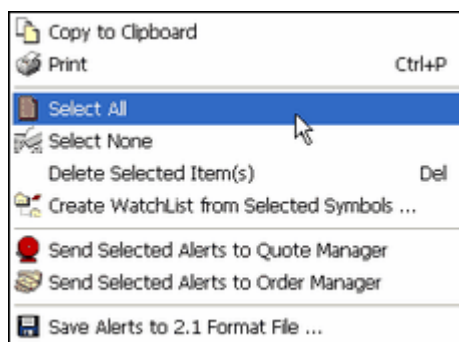 Copy to Clipboard
Print Ctrl+P
Select All
Select None
Delete Selected Item(s) Del
Create WatchList from Selected Symbols ...
Send Selected Alerts to Quote Manager
Send Selected Alerts to Order Manager
Save Alerts to 2.1 Format File ...